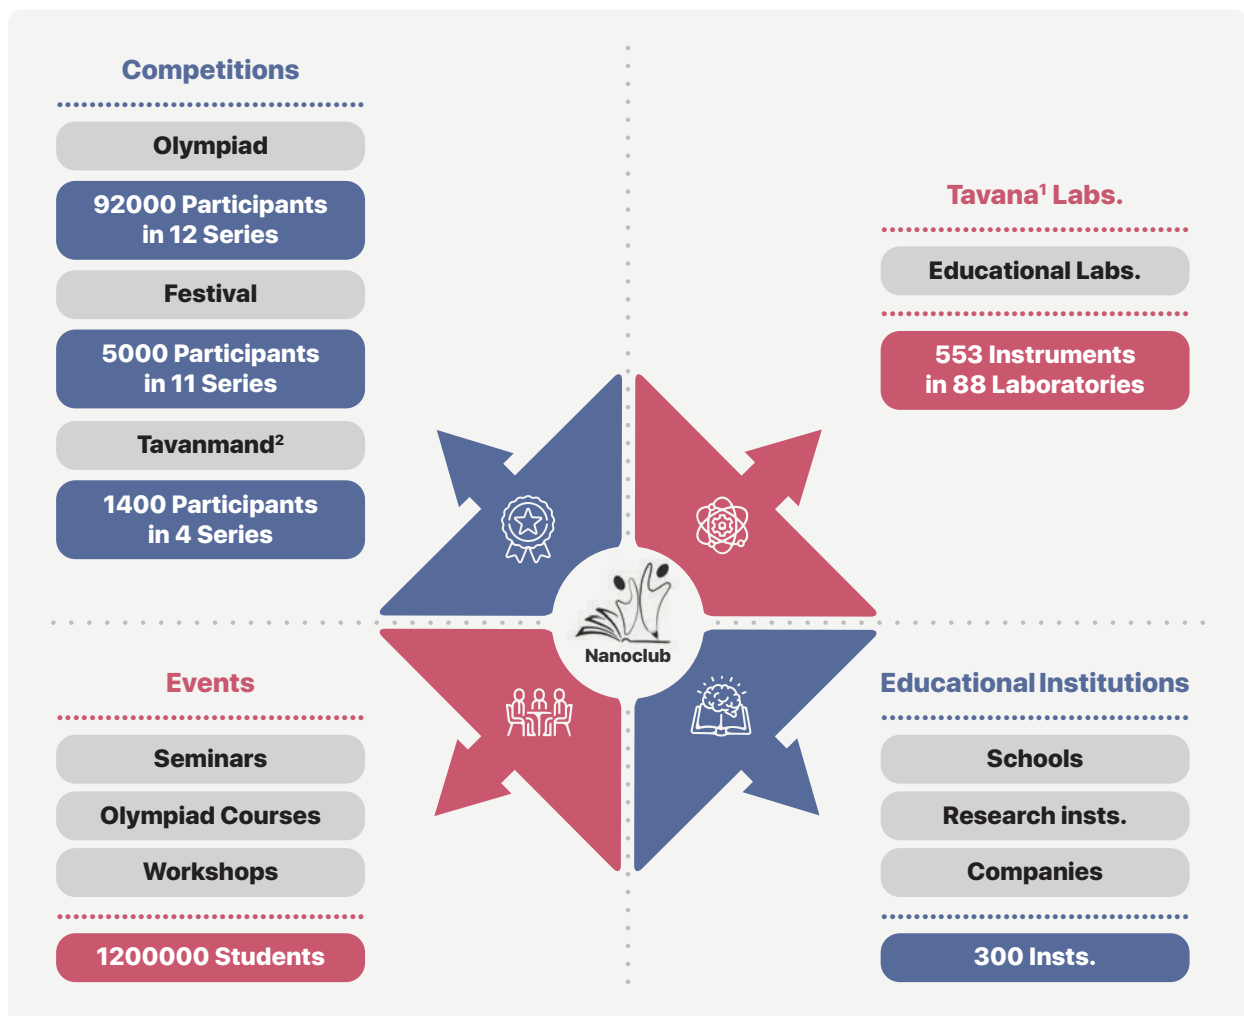 Competitions
Olympiad
92000 Participants
in 12 Series
Festival
5000 Participants
in 11 Series
Tavanmand²
1400 Participants
in 4 Series
Tavana¹ Labs.
Educational Labs.
553 Instruments
in 88 Laboratories
Nanoclub
Events
Seminars
Olympiad Courses
Workshops
1200000 Students
Educational Institutions
Schools
Research insts.
Companies
300 Insts.